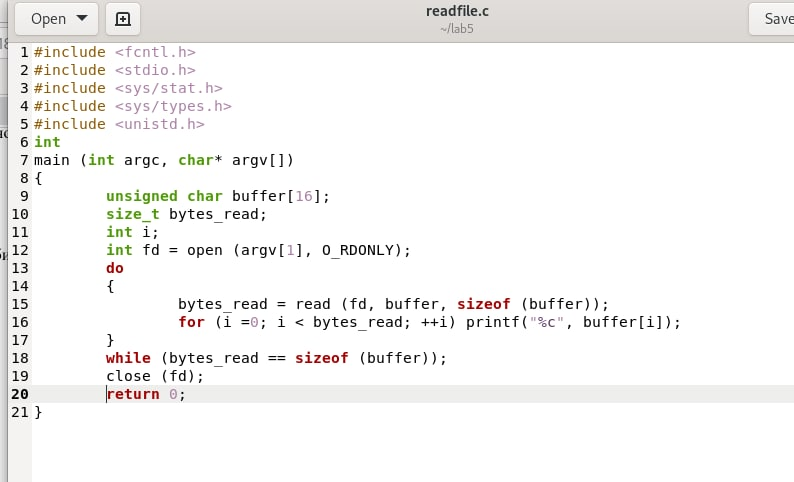 Open
readfile.c
~/lab5
Save
1 #include <fcntl.h>
2 #include <stdio.h>
3 #include <sys/stat.h>
4 #include <sys/types.h>
5 #include <unistd.h>
6 int
7 main (int argc, char* argv[])
8 {
9         unsigned char buffer[16];
10         size_t bytes_read;
11         int i;
12         int fd = open (argv[1], O_RDONLY);
13         do
14         {
15                 bytes_read = read (fd, buffer, sizeof (buffer));
16                 for (i =0; i < bytes_read; ++i) printf("%c", buffer[i]);
17         }
18         while (bytes_read == sizeof (buffer));
19         close (fd);
20         return 0;
21 }